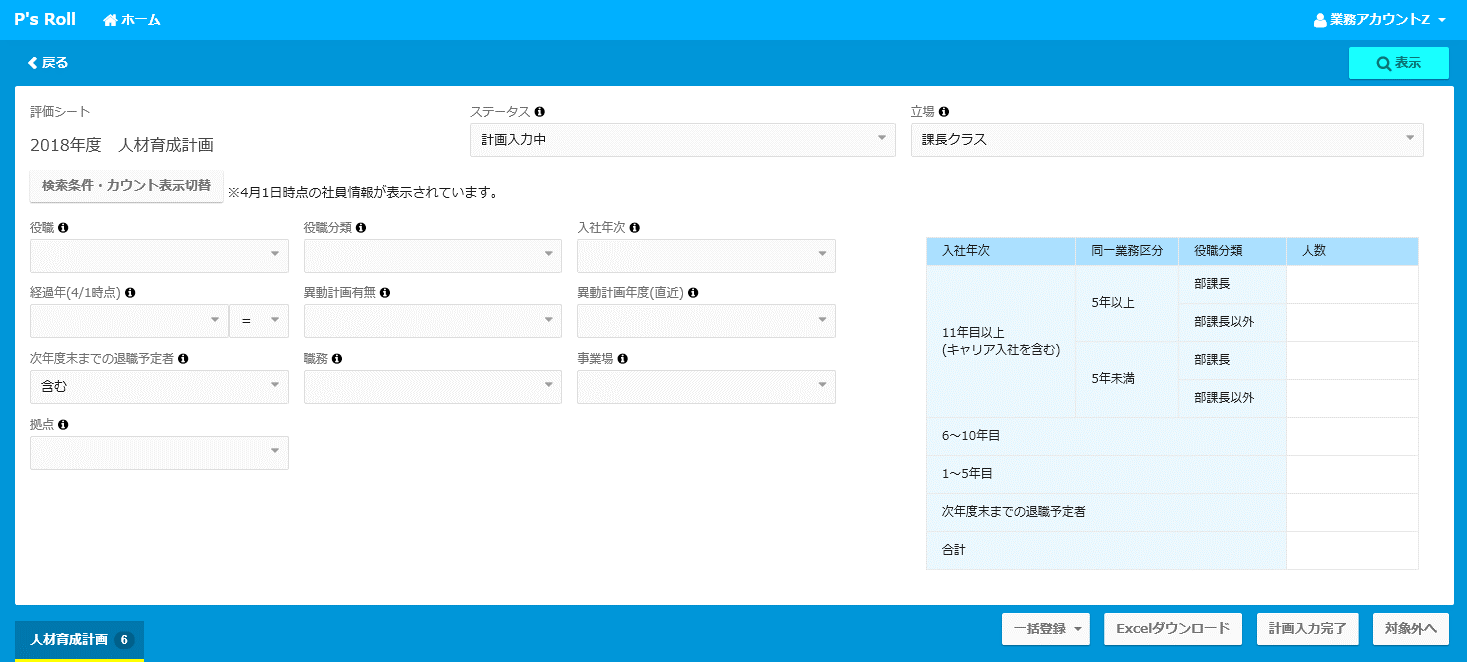 P's Roll ホーム 業務アカウントZ
戻る 表示
評価シート ステータス 立場
2018年度　人材育成計画 計画入力中 課長クラス
検索条件・カウント表示切替 ※4月1日時点の社員情報が表示されています。
役職 役職分類 入社年次
経過年(4/1時点) 異動計画有無 異動計画年度(直近)
=
次年度末までの退職予定者 職務 事業場
含む
拠点
入社年次 同一業務区分 役職分類 人数
11年目以上
(キャリア入社を含む)
5年以上
部課長
部課長以外
5年未満
部課長
部課長以外
6～10年目
1～5年目
次年度末までの退職予定者
合計
人材育成計画 6
一括登録 Excelダウンロード 計画入力完了 対象外へ